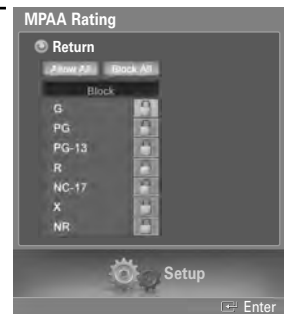 MPAA Rating
Return
Allow All Block All
Block
G
PG
PG-13
R
NC-17
X
NR
Setup
Enter